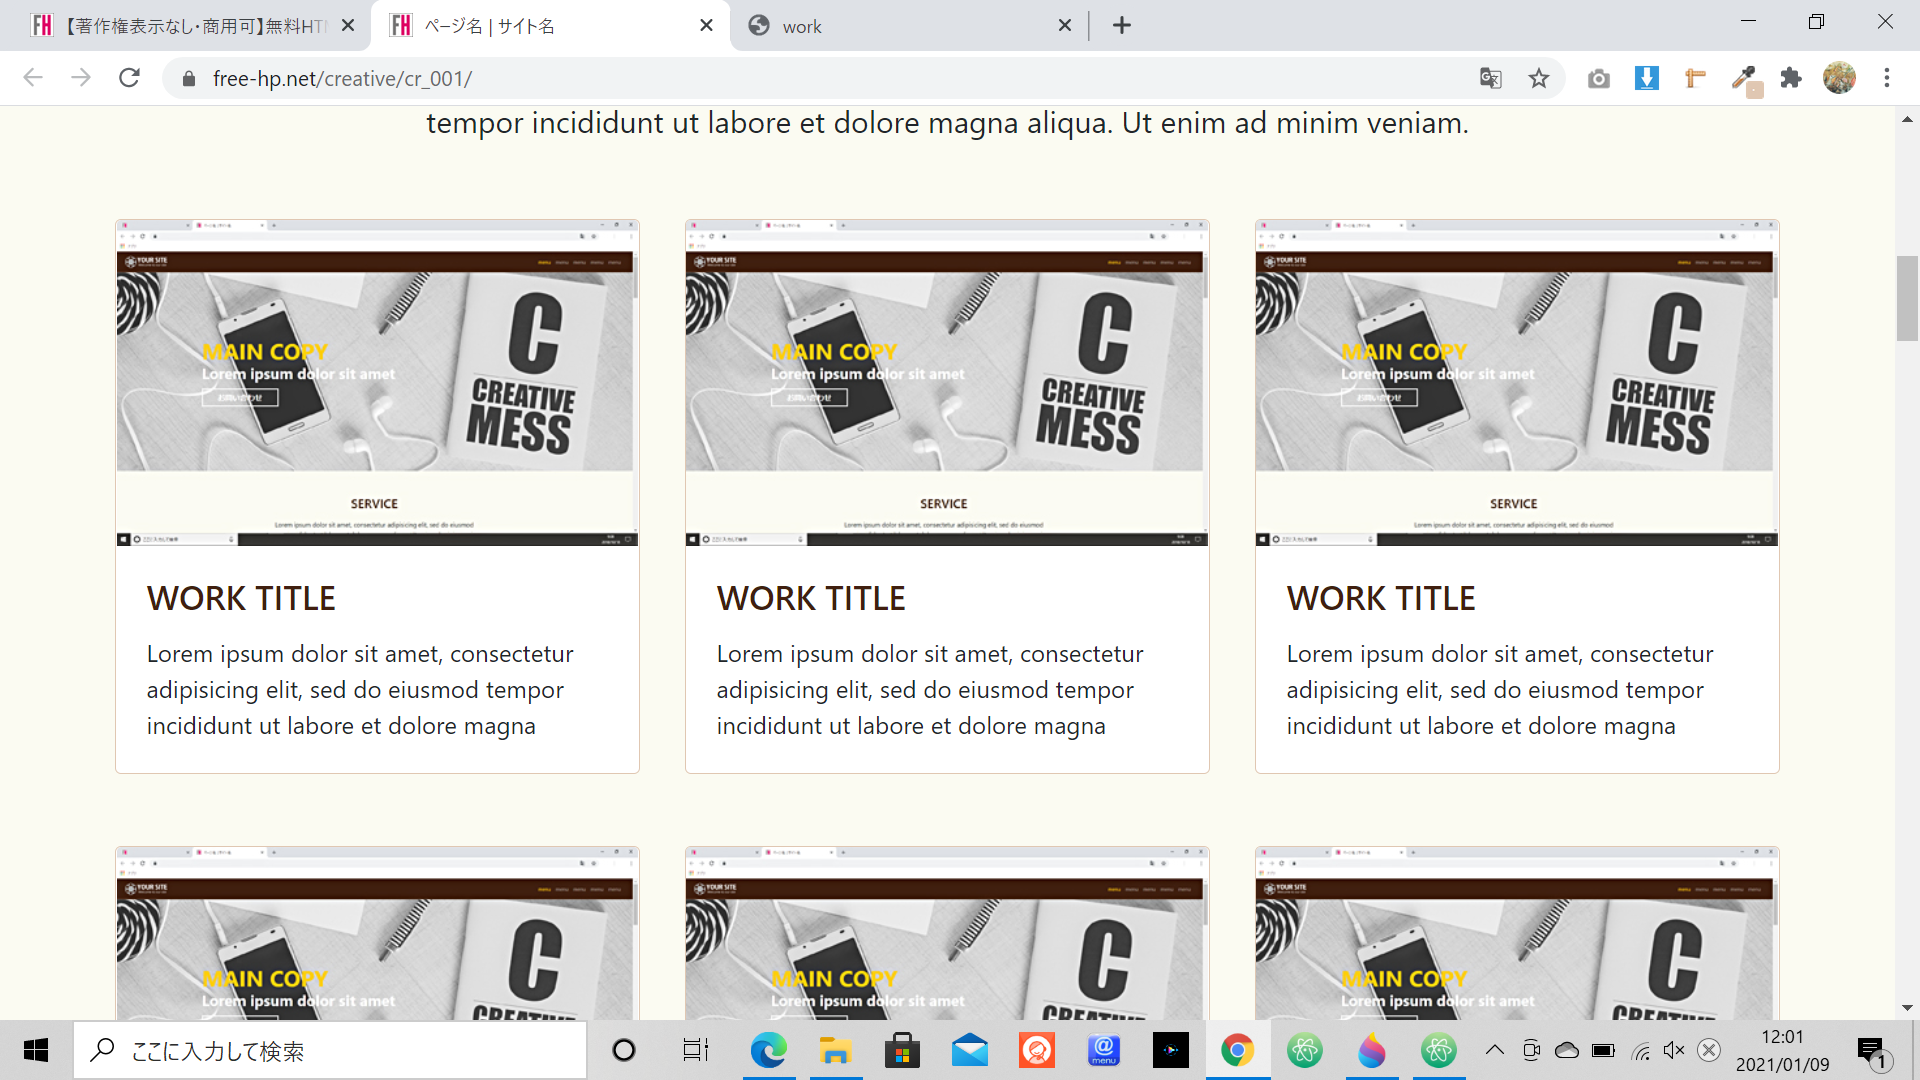 【著作権表示なし・商用可】無料HT
ページ名 | サイト名
work
free-hp.net/creative/cr_001/
tempor incididunt ut labore et dolore magna aliqua. Ut enim ad minim veniam.
YOUR SITE
YOUR SITE
YOUR SITE
MAIN COPY
Lorem ipsum dolor sit amet
お問い合わせ
C
CREATIVE
MESS
MAIN COPY
Lorem ipsum dolor sit amet
お問い合わせ
C
CREATIVE
MESS
MAIN COPY
Lorem ipsum dolor sit amet
お問い合わせ
C
CREATIVE
MESS
SERVICE
Lorem ipsum dolor sit amet, consectetur adipisicing elit, sed do eiusmod
SERVICE
Lorem ipsum dolor sit amet, consectetur adipisicing elit, sed do eiusmod
SERVICE
Lorem ipsum dolor sit amet, consectetur adipisicing elit, sed do eiusmod
WORK TITLE
Lorem ipsum dolor sit amet, consectetur
adipisicing elit, sed do eiusmod tempor
incididunt ut labore et dolore magna
WORK TITLE
Lorem ipsum dolor sit amet, consectetur
adipisicing elit, sed do eiusmod tempor
incididunt ut labore et dolore magna
WORK TITLE
Lorem ipsum dolor sit amet, consectetur
adipisicing elit, sed do eiusmod tempor
incididunt ut labore et dolore magna
YOUR SITE
YOUR SITE
YOUR SITE
MAIN COPY
Lorem ipsum dolor sit amet
C
CREATIVE
MAIN COPY
Lorem ipsum dolor sit amet
C
CREATIVE
MAIN COPY
Lorem ipsum dolor sit amet
C
CREATIVE
ここに入力して検索
menu
12:01
2021/01/09
1